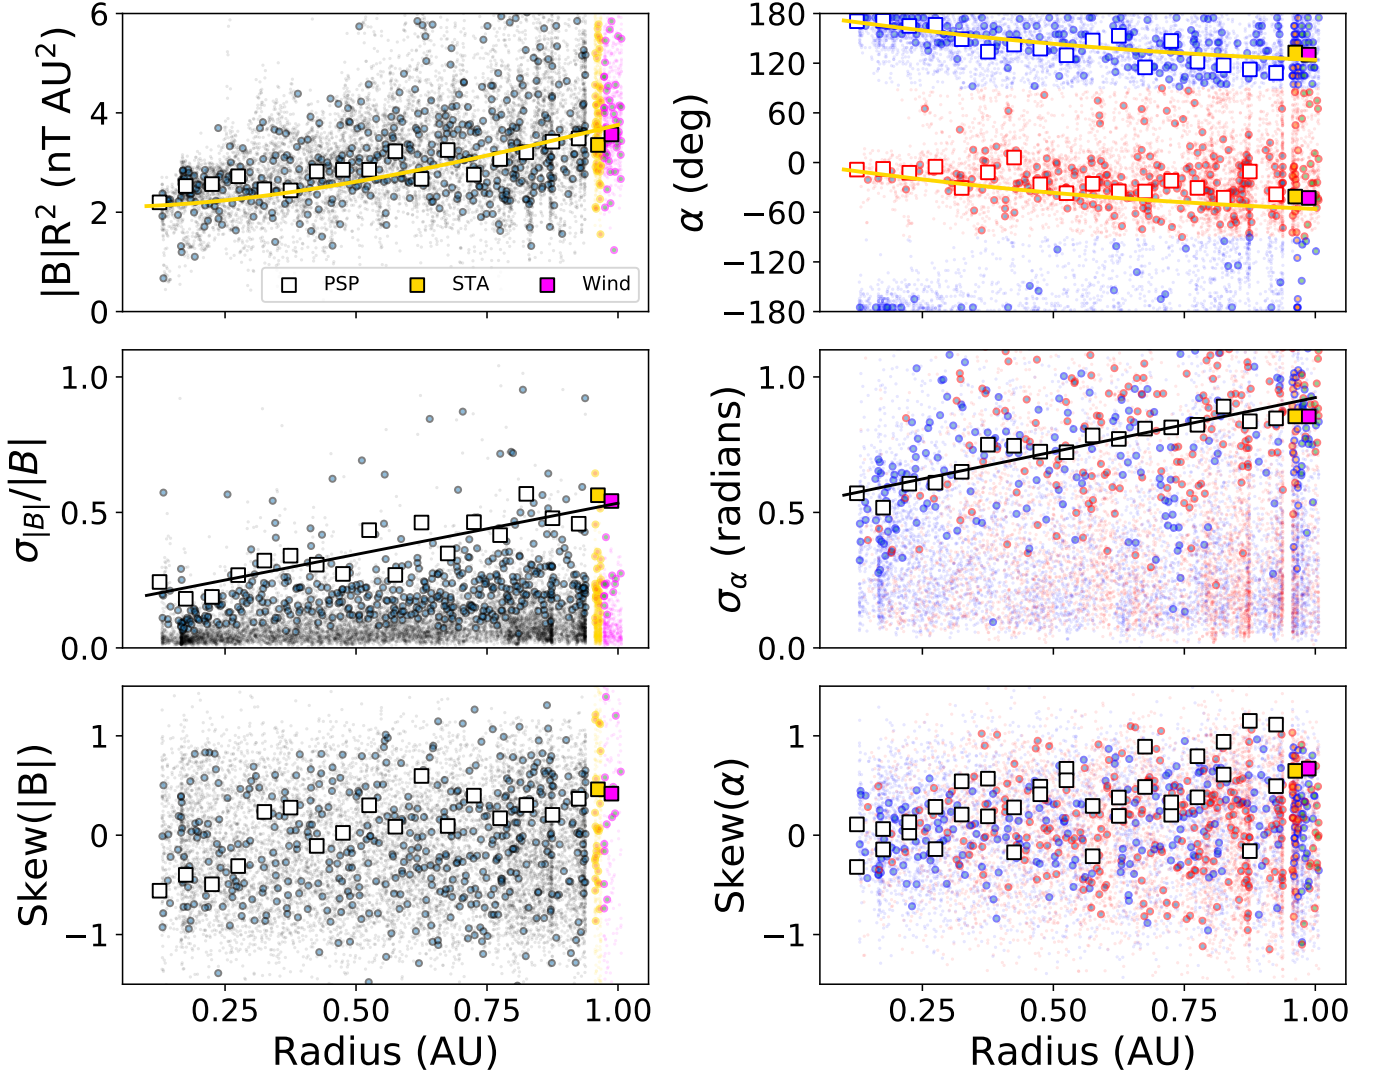 |B|R² (nT AU²)
6
4
2
0
PSP STA Wind
α (deg)
180
120
60
0
−60
−120
−180
σ|B|/|B|
1.0
0.5
0.0
σα (radians)
1.0
0.5
0.0
Skew(|B|)
1
0
−1
0.25 0.50 0.75 1.00
Radius (AU)
Skew(α)
1
0
−1
0.25 0.50 0.75 1.00
Radius (AU)